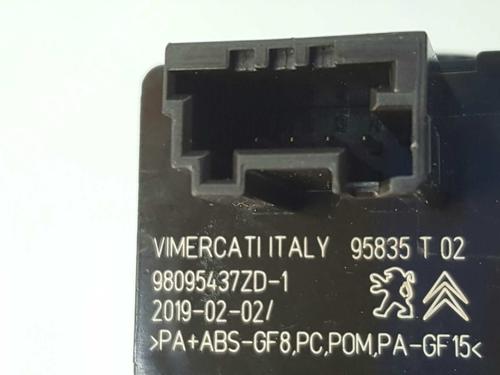 VIMERCATI ITALY 95835 T 02
98095437ZD-1
2019-02-02/
>PA+ABS-GF8,PC,POM,PA-GF15<